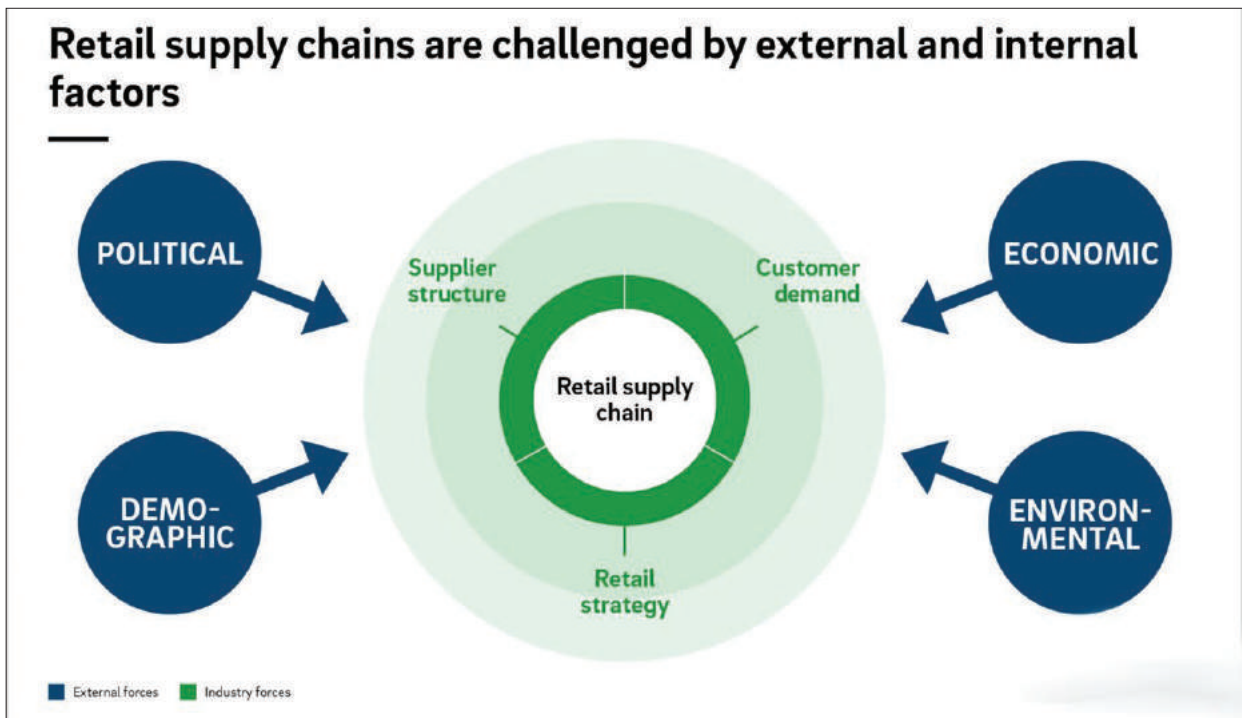 Retail supply chains are challenged by external and internal
factors
POLITICAL
ECONOMIC
Supplier
structure
Customer
demand
Retail supply
chain
DEMO-
GRAPHIC
ENVIRON-
MENTAL
Retail
strategy
External forces
Industry forces